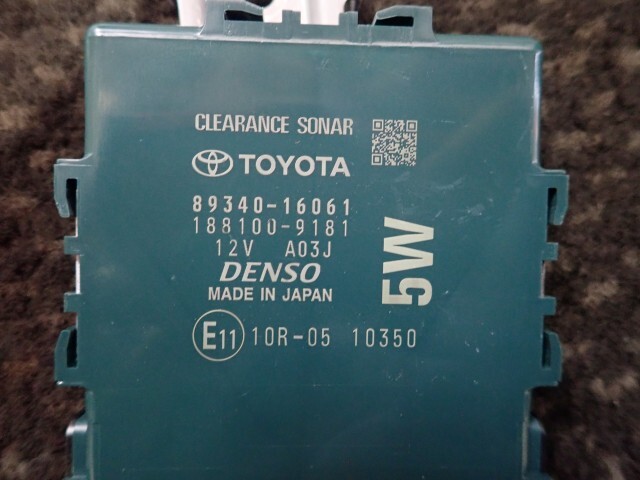 CLEARANCE SONAR
TOYOTA
89340-16061
188100-9181
12V A03J
DENSO
MADE IN JAPAN
5W
E11 10R-05 10350